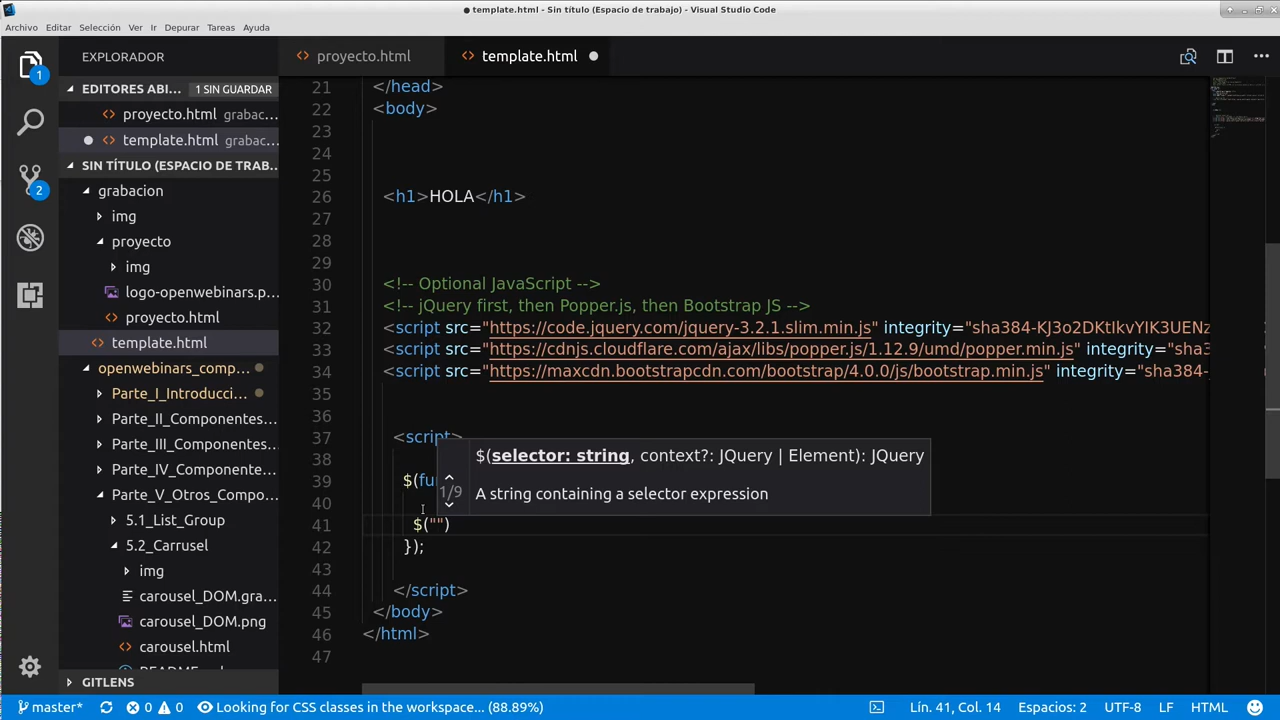 ● template.html - Sin título (Espacio de trabajo) - Visual Studio Code
Archivo Editar Selección Ver Ir Depurar Tareas Ayuda
EXPLORADOR
1
EDITORES ABI... 1 SIN GUARDAR
proyecto.html grabac...
template.html grabac...
SIN TÍTULO (ESPACIO DE TRAB...
2
grabacion
img
proyecto
img
logo-openwebinars.p...
proyecto.html
template.html
openwebinars_comp...
Parte_I_Introducci...
Parte_II_Componentes...
Parte_III_Componentes...
Parte_IV_Componentes...
Parte_V_Otros_Compo...
5.1_List_Group
5.2_Carrusel
img
carousel_DOM.gra...
carousel_DOM.png
carousel.html
GITLENS
proyecto.html template.html
21 </head>
22 <body>
23
24
25
26 <h1>HOLA</h1>
27
28
29
30 <!-- Optional JavaScript -->
31 <!-- jQuery first, then Popper.js, then Bootstrap JS -->
32 <script src="https://code.jquery.com/jquery-3.2.1.slim.min.js" integrity="sha384-KJ3o2DKtIkvYIK3UENz
33 <script src="https://cdnjs.cloudflare.com/ajax/libs/popper.js/1.12.9/umd/popper.min.js" integrity="sha3
34 <script src="https://maxcdn.bootstrapcdn.com/bootstrap/4.0.0/js/bootstrap.min.js" integrity="sha384-
35
36
37 <script>
38
39 $(fu
40
41 $("")
42 });
43
44 </script>
45 </body>
46 </html>
47
$(selector: string, context?: JQuery | Element): JQuery
1/9
A string containing a selector expression
master* 0 0 Looking for CSS classes in the workspace... (88.89%) Lín. 41, Col. 14 Espacios: 2 UTF-8 LF HTML